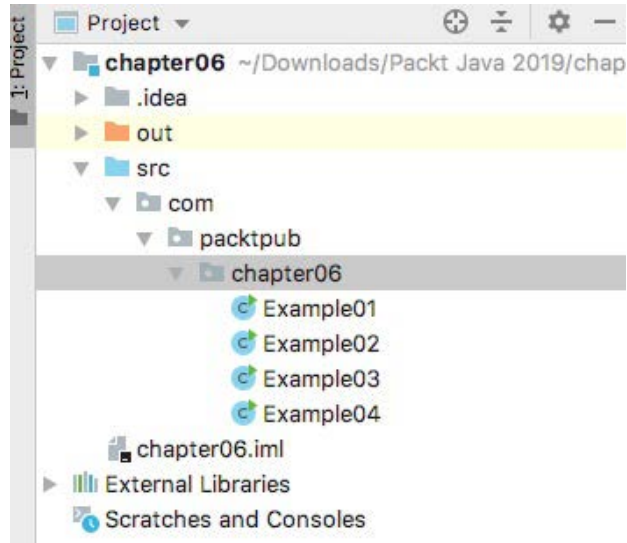 1: Project
Project
chapter06 ~/Downloads/Packt Java 2019/chap
.idea
out
src
com
packtpub
chapter06
Example01
Example02
Example03
Example04
chapter06.iml
External Libraries
Scratches and Consoles